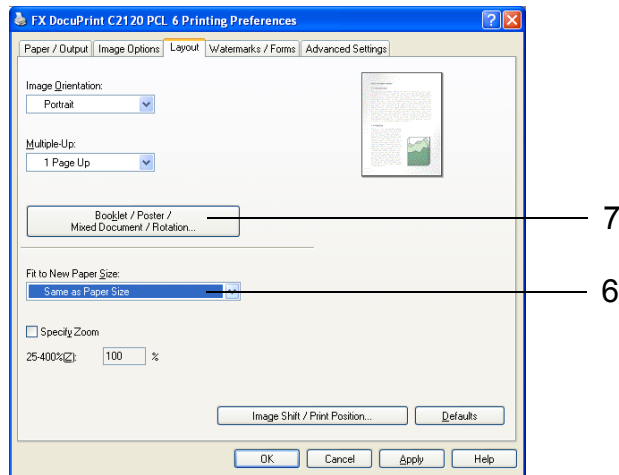 FX DocuPrint C2120 PCL 6 Printing Preferences
Paper / Output Image Options Layout Watermarks / Forms Advanced Settings
Image Orientation:
Portrait
Multiple-Up:
1 Page Up
Booklet / Poster /
Mixed Document / Rotation...
7
Fit to New Paper Size:
Same as Paper Size
6
Specify Zoom
25-400%(Z): 100 %
Image Shift / Print Position... Defaults
OK Cancel Apply Help